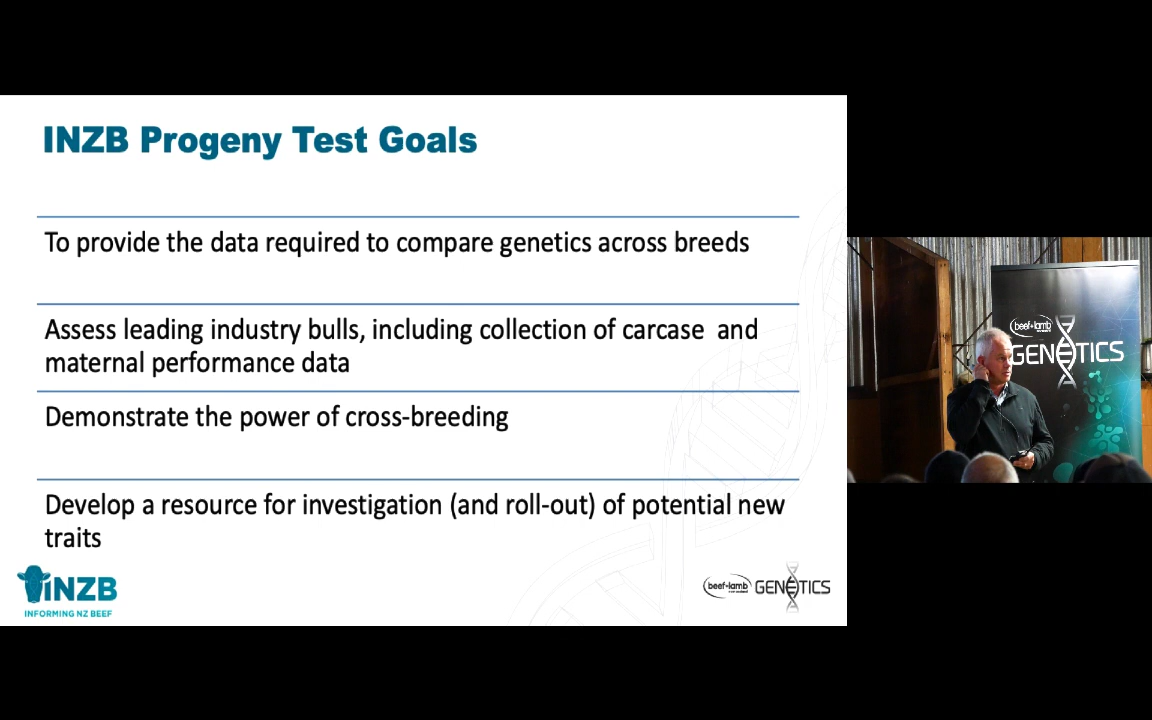 INZB Progeny Test Goals
To provide the data required to compare genetics across breeds
Assess leading industry bulls, including collection of carcase  and
maternal performance data
Demonstrate the power of cross-breeding
Develop a resource for investigation (and roll-out) of potential new
traits
iNZB
INFORMING NZ BEEF
beef+lamb
GENETICS
beef+lamb
GENETICS